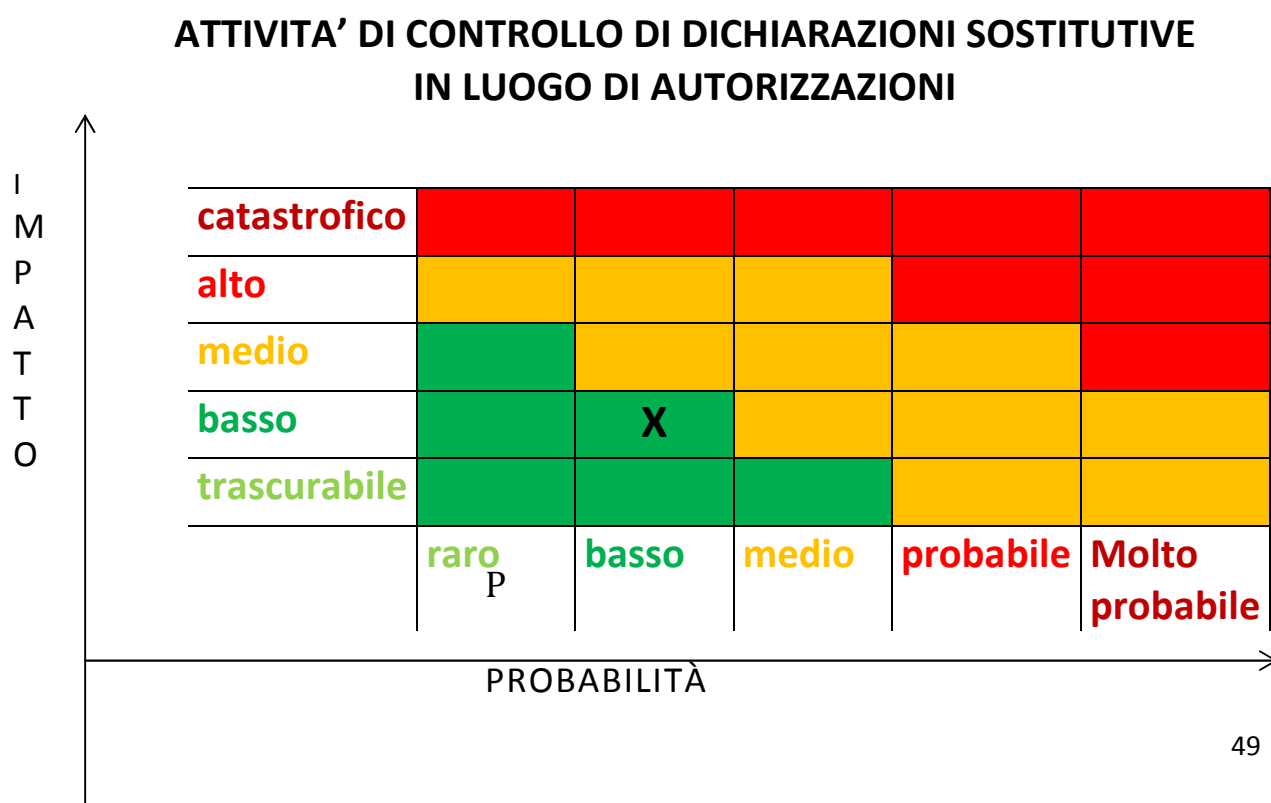 ATTIVITA’ DI CONTROLLO DI DICHIARAZIONI SOSTITUTIVE
IN LUOGO DI AUTORIZZAZIONI
I
M
P
A
T
T
O
catastrofico
alto
medio
basso X
trascurabile
raro basso medio probabile Molto
P probabile
PROBABILITÀ
49